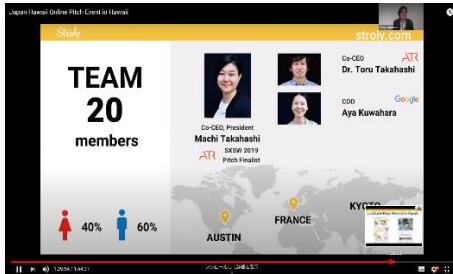 Japan Hawaii Online Pitch Event in Hawaii
Stroly
stroly.com
TEAM
20
members
Co-CEO, President
Machi Takahashi
ATR
SXSW 2019
Pitch Finalist
Co-CEO
ATR
Dr. Toru Takahashi
CDO
Google
Aya Kuwahara
40%
60%
AUSTIN
FRANCE
KYOTO